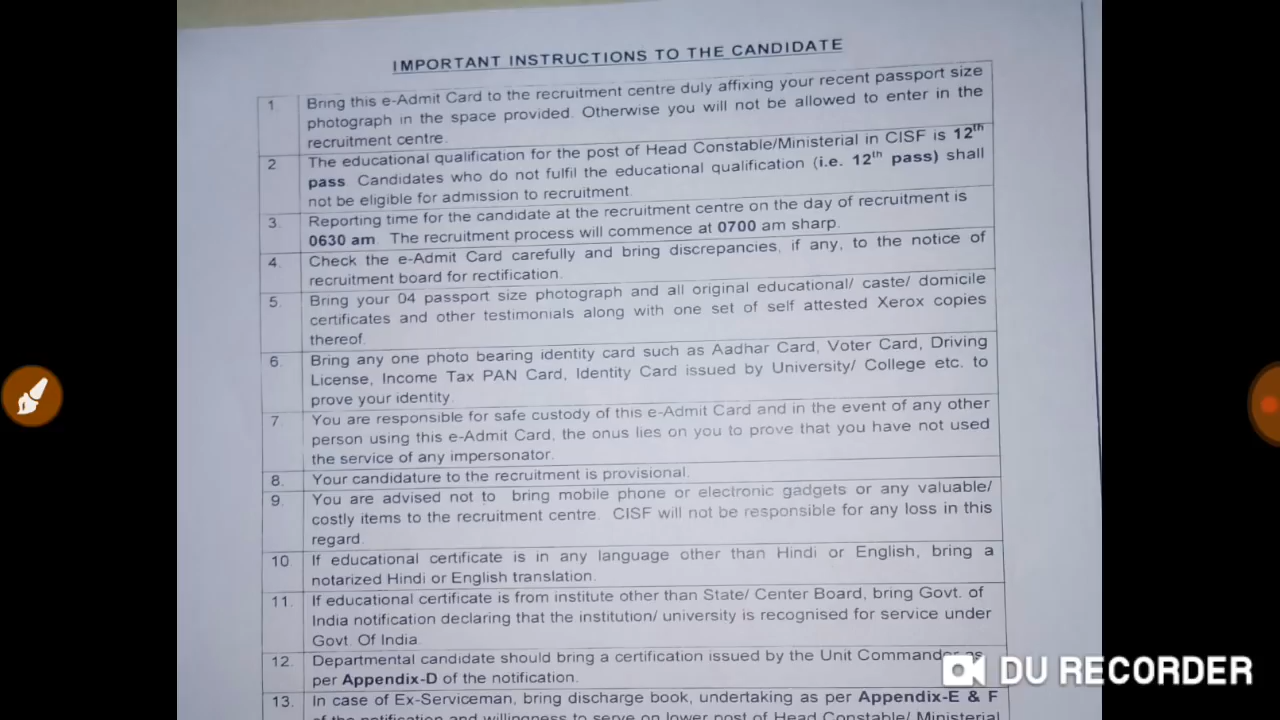 IMPORTANT INSTRUCTIONS TO THE CANDIDATE
1 Bring this e-Admit Card to the recruitment centre duly affixing your recent passport size
photograph in the space provided. Otherwise you will not be allowed to enter in the
recruitment centre.
2 The educational qualification for the post of Head Constable/Ministerial in CISF is 12th
pass Candidates who do not fulfil the educational qualification (i.e. 12th pass) shall
not be eligible for admission to recruitment.
3. Reporting time for the candidate at the recruitment centre on the day of recruitment is
0630 am. The recruitment process will commence at 0700 am sharp.
4. Check the e-Admit Card carefully and bring discrepancies, if any, to the notice of
recruitment board for rectification.
5. Bring your 04 passport size photograph and all original educational/ caste/ domicile
certificates and other testimonials along with one set of self attested Xerox copies
thereof.
6. Bring any one photo bearing identity card such as Aadhar Card, Voter Card, Driving
License, Income Tax PAN Card, Identity Card issued by University/ College etc. to
prove your identity.
7 You are responsible for safe custody of this e-Admit Card and in the event of any other
person using this e-Admit Card, the onus lies on you to prove that you have not used
the service of any impersonator.
8. Your candidature to the recruitment is provisional.
9. You are advised not to bring mobile phone or electronic gadgets or any valuable/
costly items to the recruitment centre. CISF will not be responsible for any loss in this
regard.
10. If educational certificate is in any language other than Hindi or English, bring a
notarized Hindi or English translation.
11. If educational certificate is from institute other than State/ Center Board, bring Govt. of
India notification declaring that the institution/ university is recognised for service under
Govt. Of India.
12. Departmental candidate should bring a certification issued by the Unit Commander as
per Appendix-D of the notification.
13. In case of Ex-Serviceman, bring discharge book, undertaking as per Appendix-E & F
of the notification and willingness to serve on lower post of Head Constable/ Ministerial
DU RECORDER